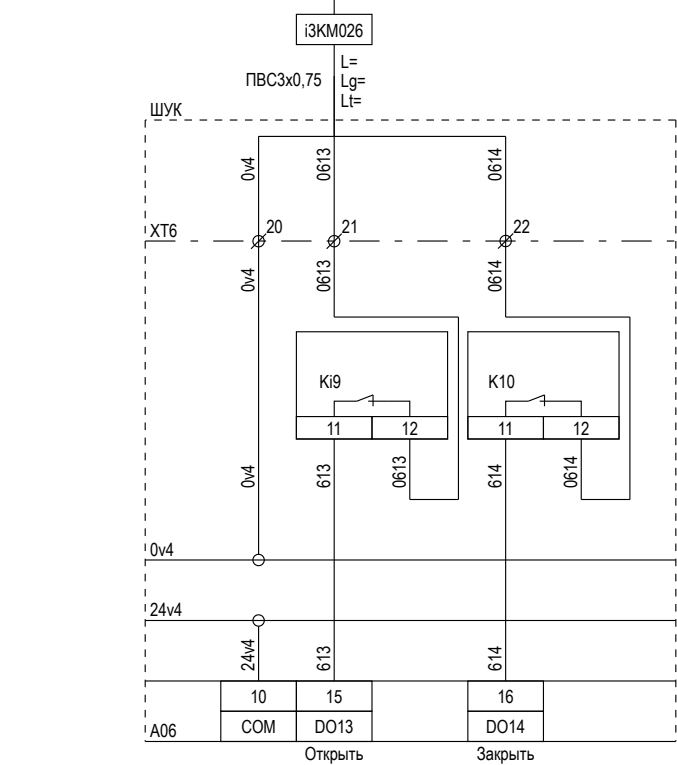 i3КМ026
L=
ПВС3х0,75 Lg=
Lt=
ШУК
0v4 0613 0614
XT6 20 21 22
0v4 0613 0614
Ki9 K10
11 12 11 12
0v4 613 0613 614 0614
0v4
24v4
24v4 613 614
10 15 16
A06 COM DO13 DO14
Открыть Закрыть